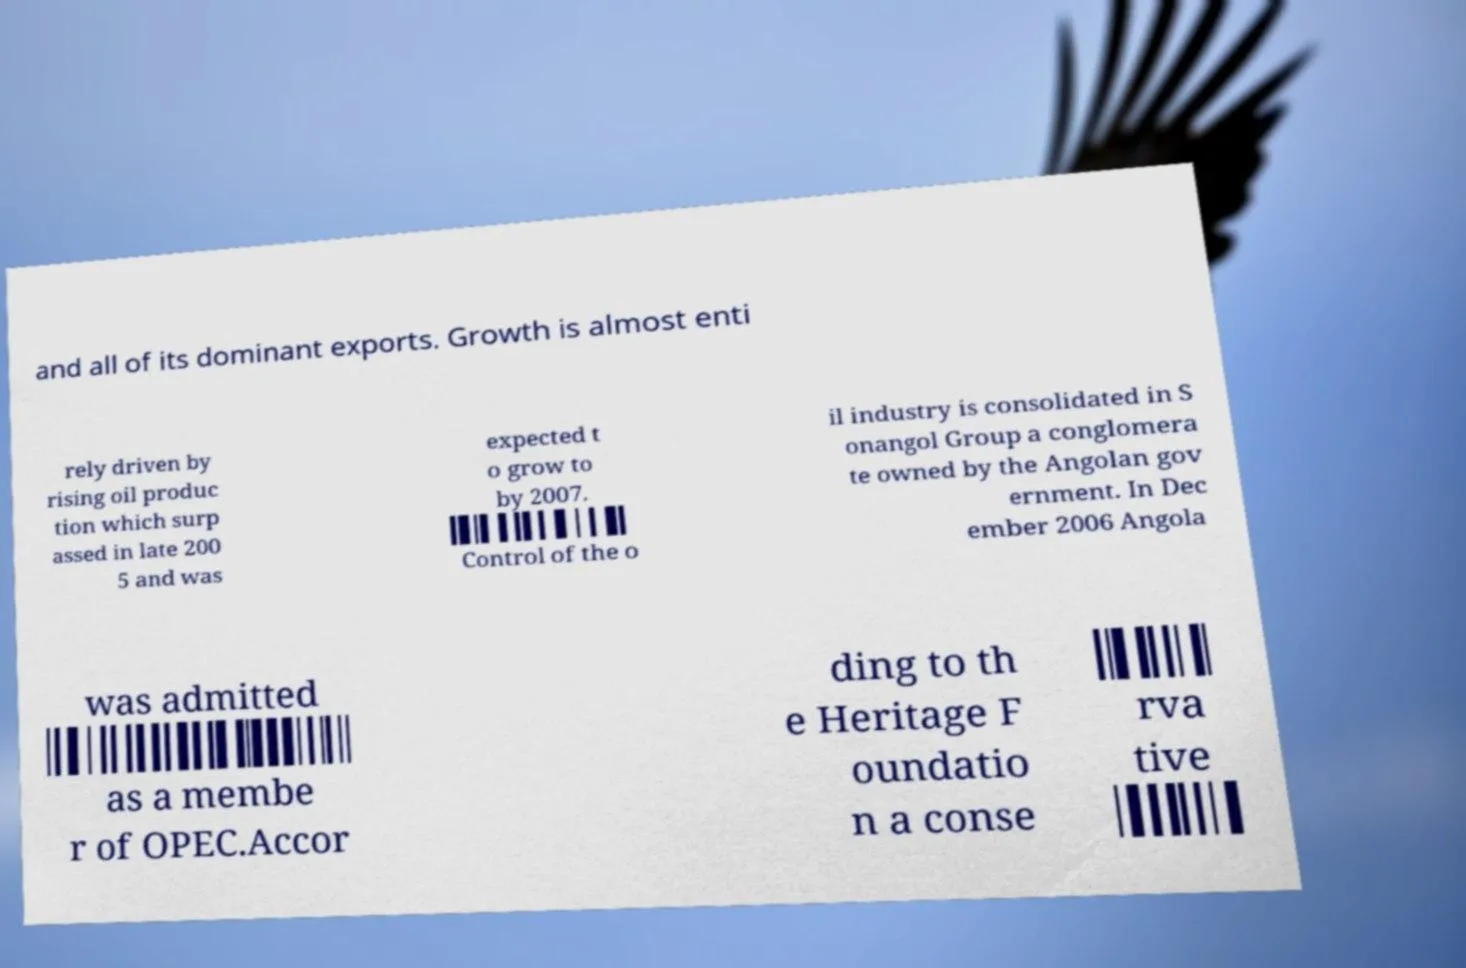 and all of its dominant exports. Growth is almost enti
rely driven by
rising oil produc
tion which surp
assed in late 200
5 and was
expected t
o grow to
by 2007.
Control of the o
il industry is consolidated in S
onangol Group a conglomera
te owned by the Angolan gov
ernment. In Dec
ember 2006 Angola
was admitted
as a membe
r of OPEC.Accor
ding to th
e Heritage F
oundatio
n a conse
rva
tive